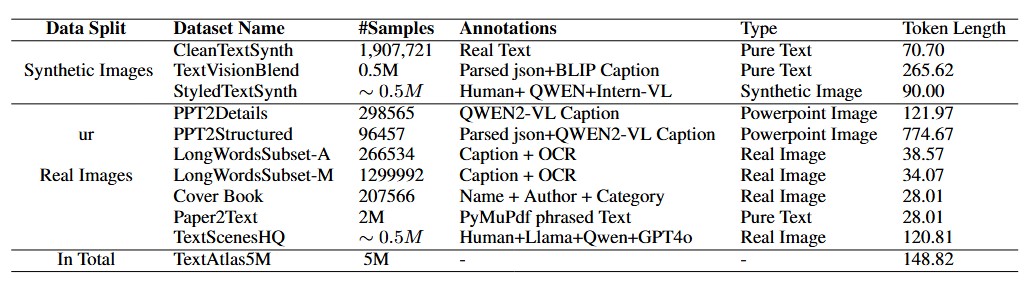 Data Split Dataset Name #Samples Annotations Type Token Length
CleanTextSynth 1,907,721 Real Text Pure Text 70.70
Synthetic Images TextVisionBlend 0.5M Parsed json+BLIP Caption Pure Text 265.62
StyledTextSynth ∼ 0.5M Human+ QWEN+Intern-VL Synthetic Image 90.00
PPT2Details 298565 QWEN2-VL Caption Powerpoint Image 121.97
ur PPT2Structured 96457 Parsed json+QWEN2-VL Caption Powerpoint Image 774.67
LongWordsSubset-A 266534 Caption + OCR Real Image 38.57
Real Images LongWordsSubset-M 1299992 Caption + OCR Real Image 34.07
Cover Book 207566 Name + Author + Category Real Image 28.01
Paper2Text 2M PyMuPdf phrased Text Pure Text 28.01
TextScenesHQ ∼ 0.5M Human+Llama+Qwen+GPT4o Real Image 120.81
In Total TextAtlas5M 5M - - 148.82